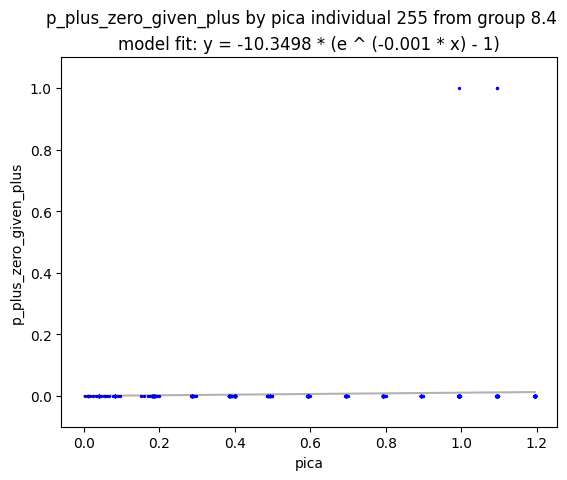 p_plus_zero_given_plus by pica individual 255 from group 8.4
model fit: y = -10.3498 * (e ^ (-0.001 * x) - 1)
1.0
0.8
0.6
0.4
0.2
0.0
p_plus_zero_given_plus
0.0 0.2 0.4 0.6 0.8 1.0 1.2
pica